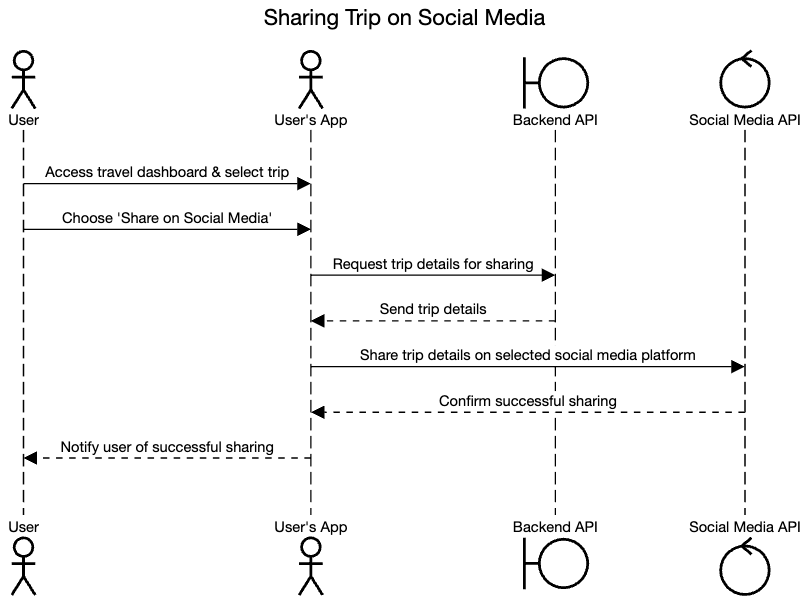 Sharing Trip on Social Media
User
User's App
Backend API
Social Media API
Access travel dashboard & select trip
Choose 'Share on Social Media'
Request trip details for sharing
Send trip details
Share trip details on selected social media platform
Confirm successful sharing
Notify user of successful sharing
User
User's App
Backend API
Social Media API